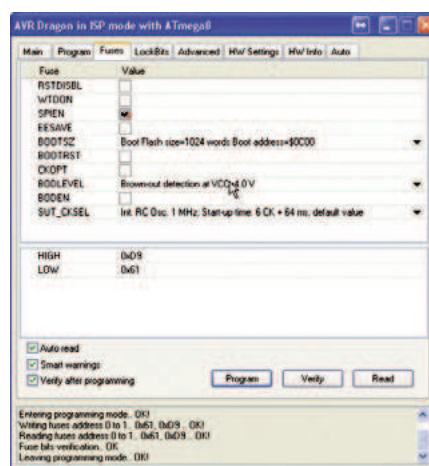 AVR Dragon in ISP mode with ATmega8
Main Program Fuses LockBits Advanced HW Settings HW Info Auto
Fuse Value
RSTDISBL
WTDON
SPIEN
EESAVE
BOOTSZ Boot Flash size=1024 words Boot address=$0C00
BOOTRST
CKOPT
BODLEVEL Brown-out detection at VCC=4.0 V
BODEN
SUT_CKSEL Int. RC Osc. 1 MHz; Start-up time: 6 CK + 64 ms; default value
HIGH 0xD9
LOW 0x61
Auto read
Smart warnings
Verify after programming
Program Verify Read
Entering programming mode.. OK!
Writing fuses address 0 to 1.. 0x61, 0xD9 .. OK!
Reading fuses address 0 to 1.. 0x61, 0xD9 .. OK!
Fuse bits verification.. OK
Leaving programming mode.. OK!